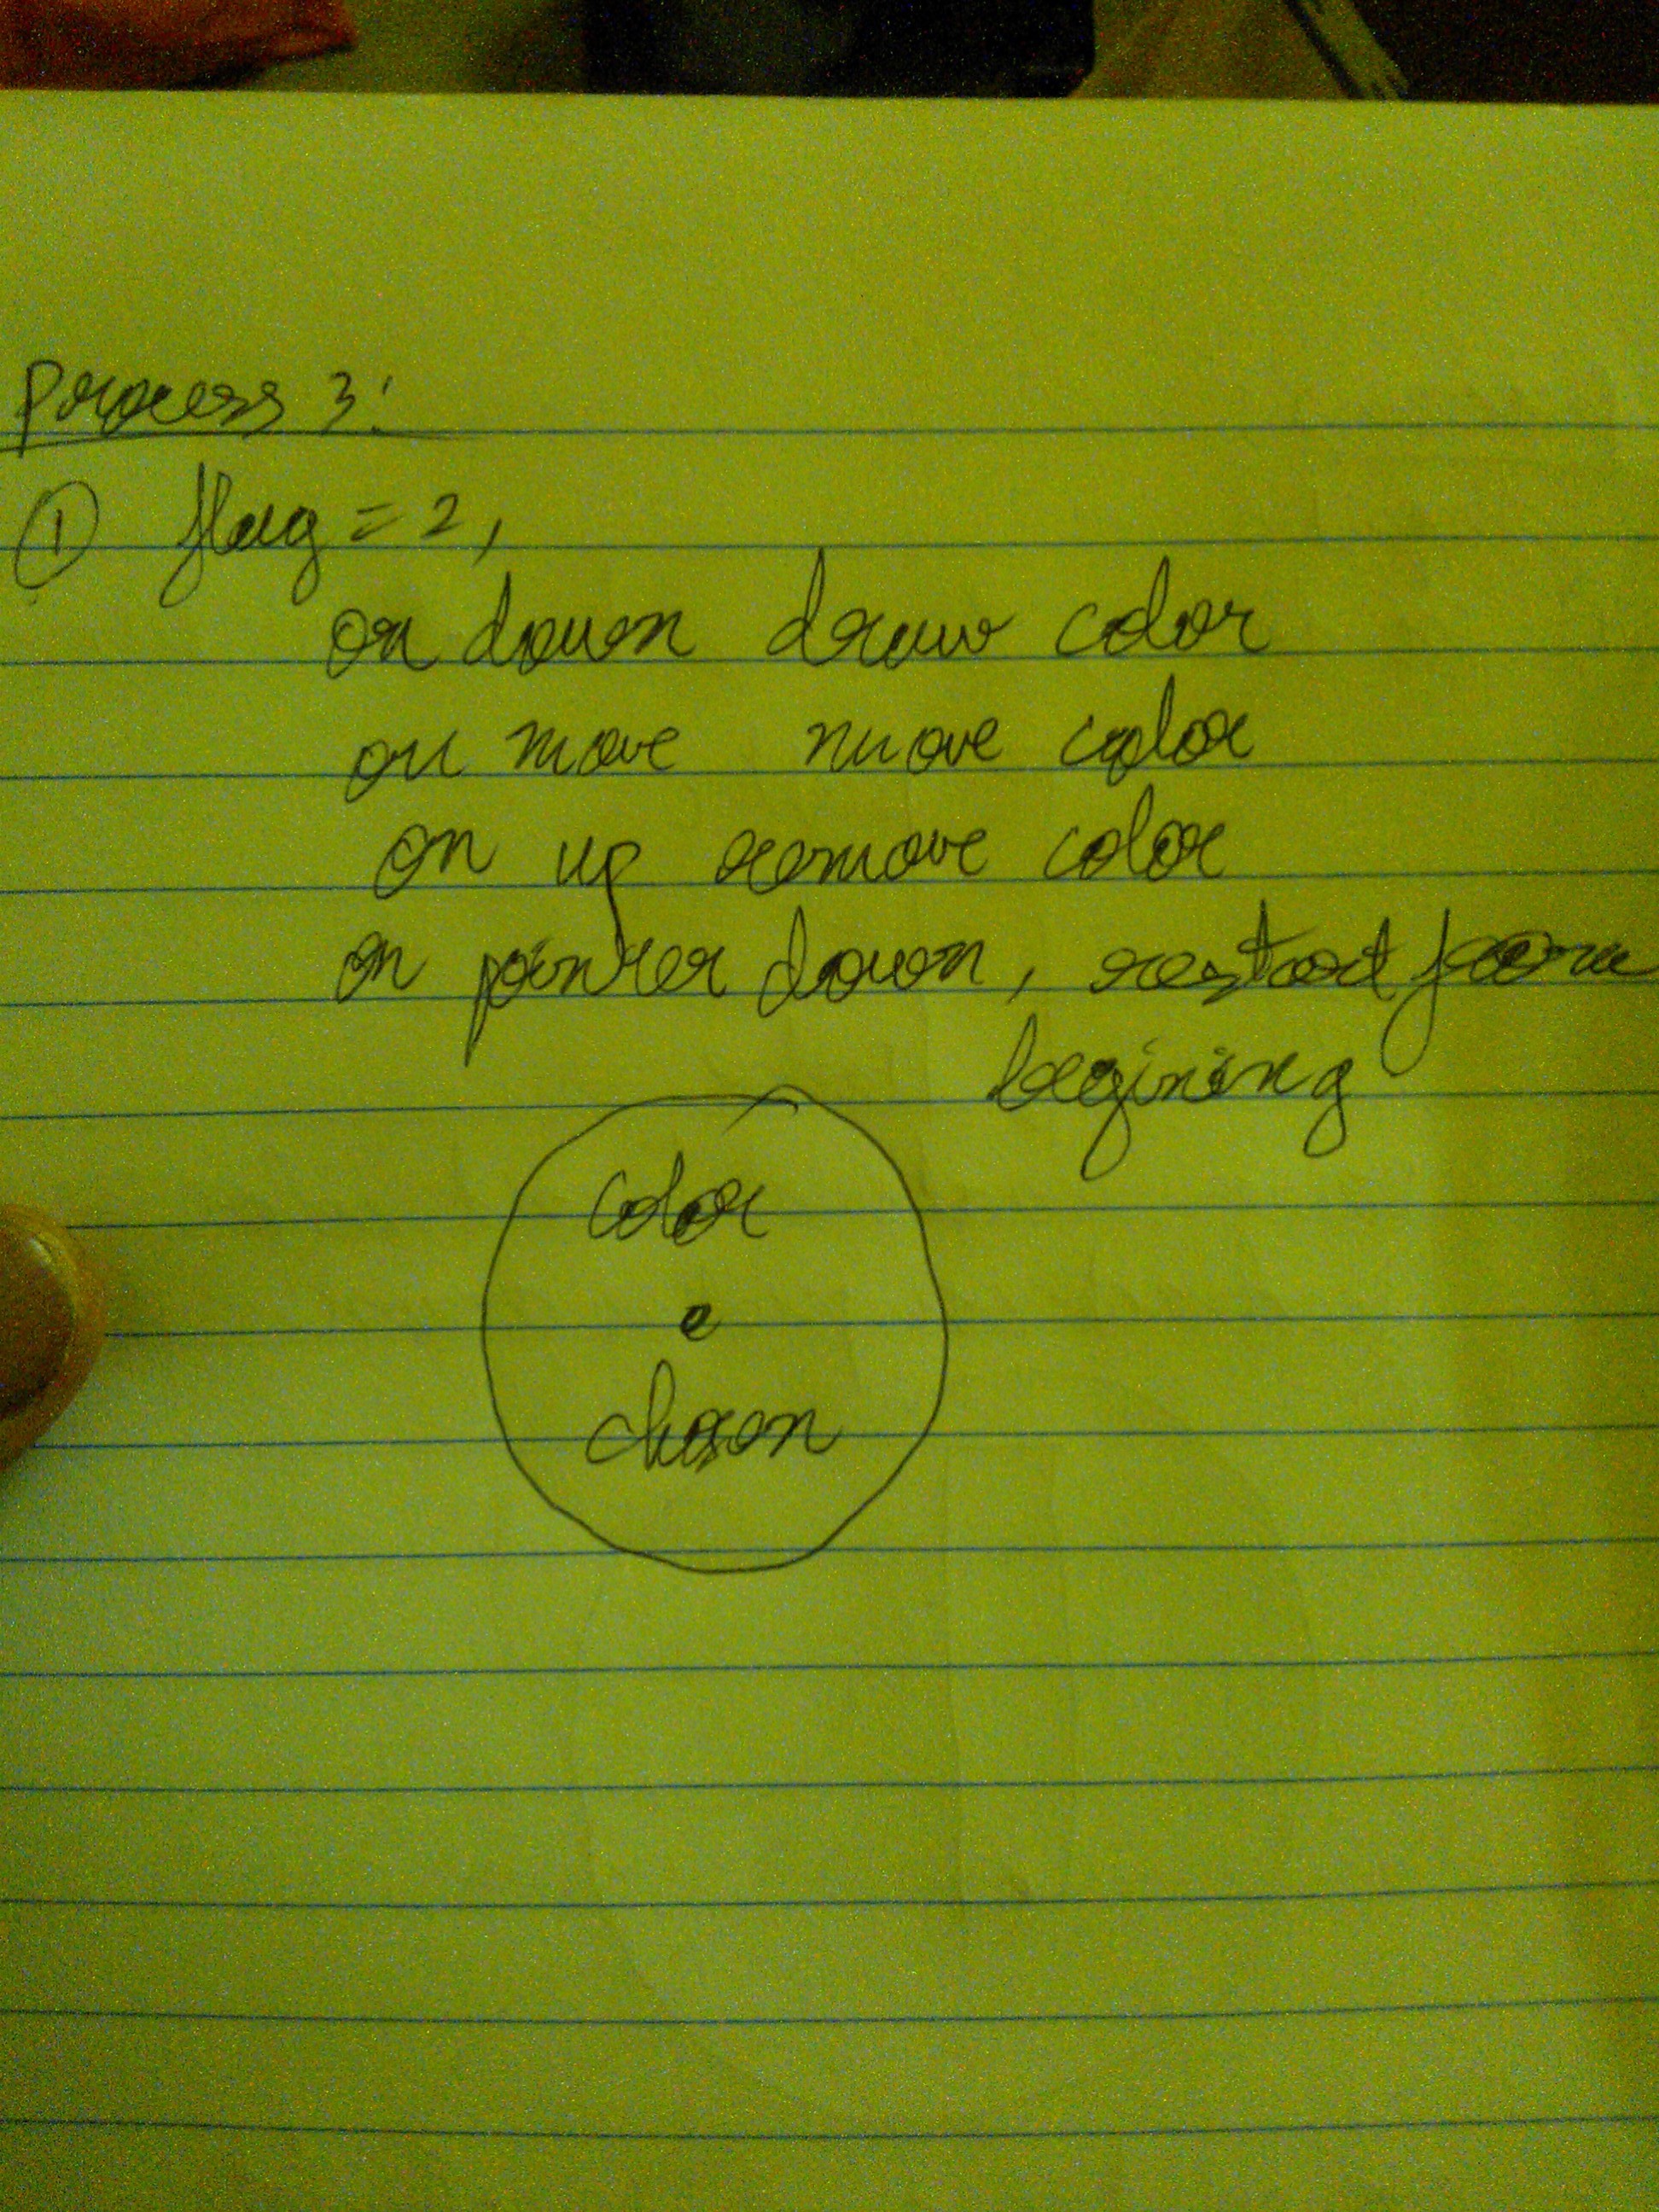 Process 3:
① flag = 2,
on down draw color
on move move color
on up remove color
on pointer down, restart from
begining
color
chosen